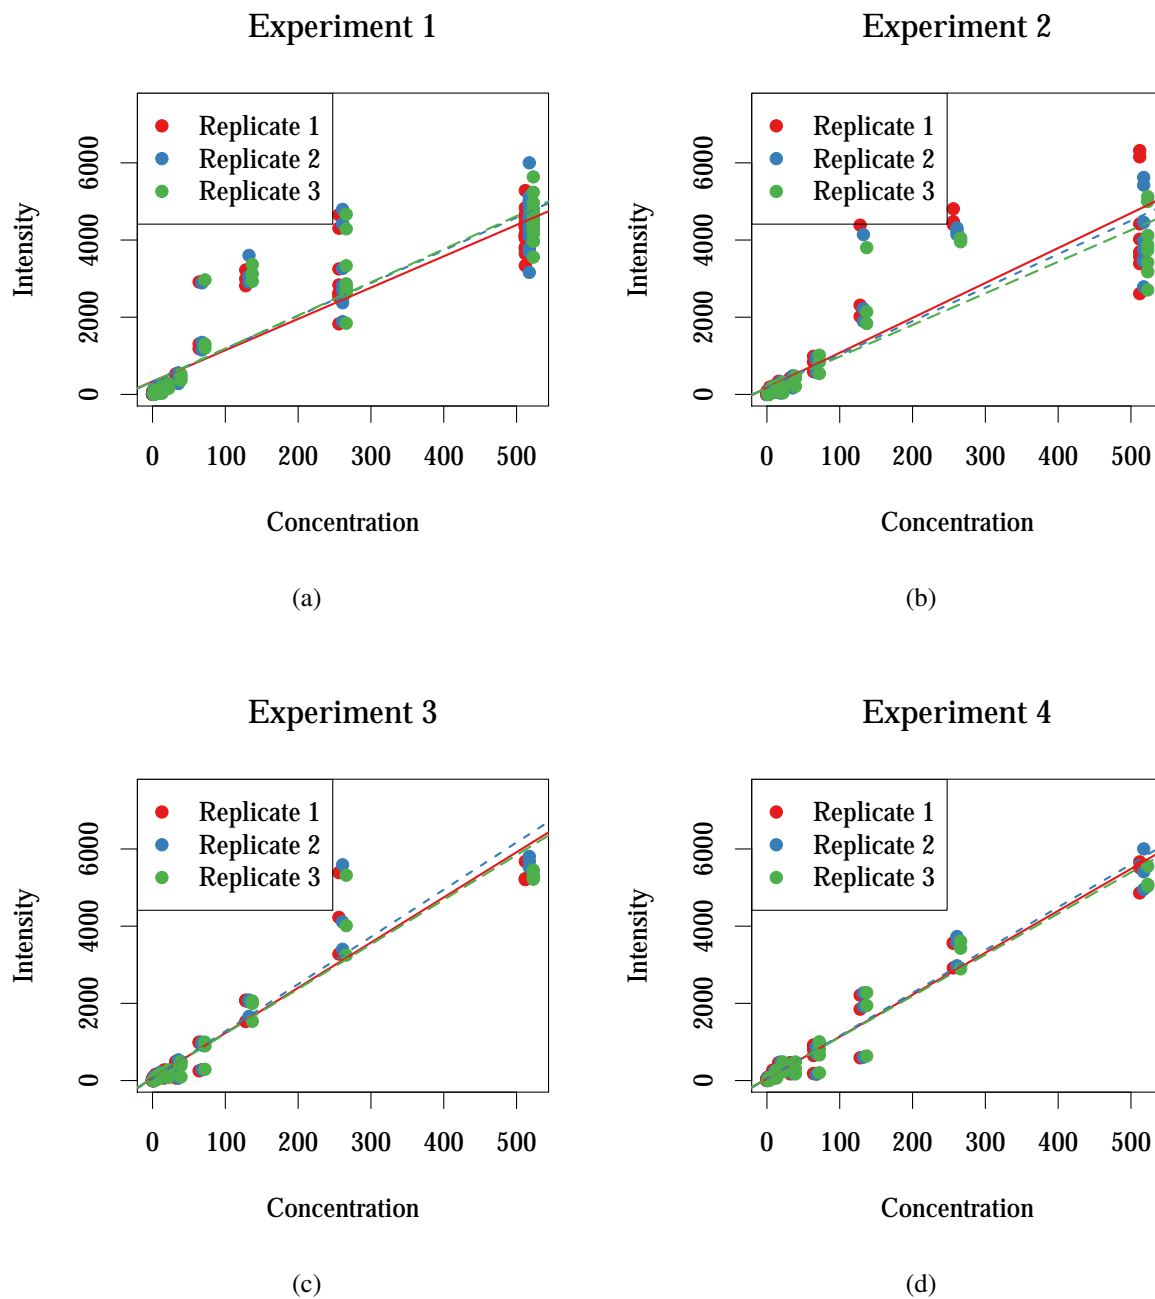 Experiment 1
Replicate 1
Replicate 2
Replicate 3
Intensity
0
2000
4000
6000
0 100 200 300 400 500
Concentration
(a)
Experiment 2
Replicate 1
Replicate 2
Replicate 3
Intensity
0
2000
4000
6000
0 100 200 300 400 500
Concentration
(b)
Experiment 3
Replicate 1
Replicate 2
Replicate 3
Intensity
0
2000
4000
6000
0 100 200 300 400 500
Concentration
(c)
Experiment 4
Replicate 1
Replicate 2
Replicate 3
Intensity
0
2000
4000
6000
0 100 200 300 400 500
Concentration
(d)